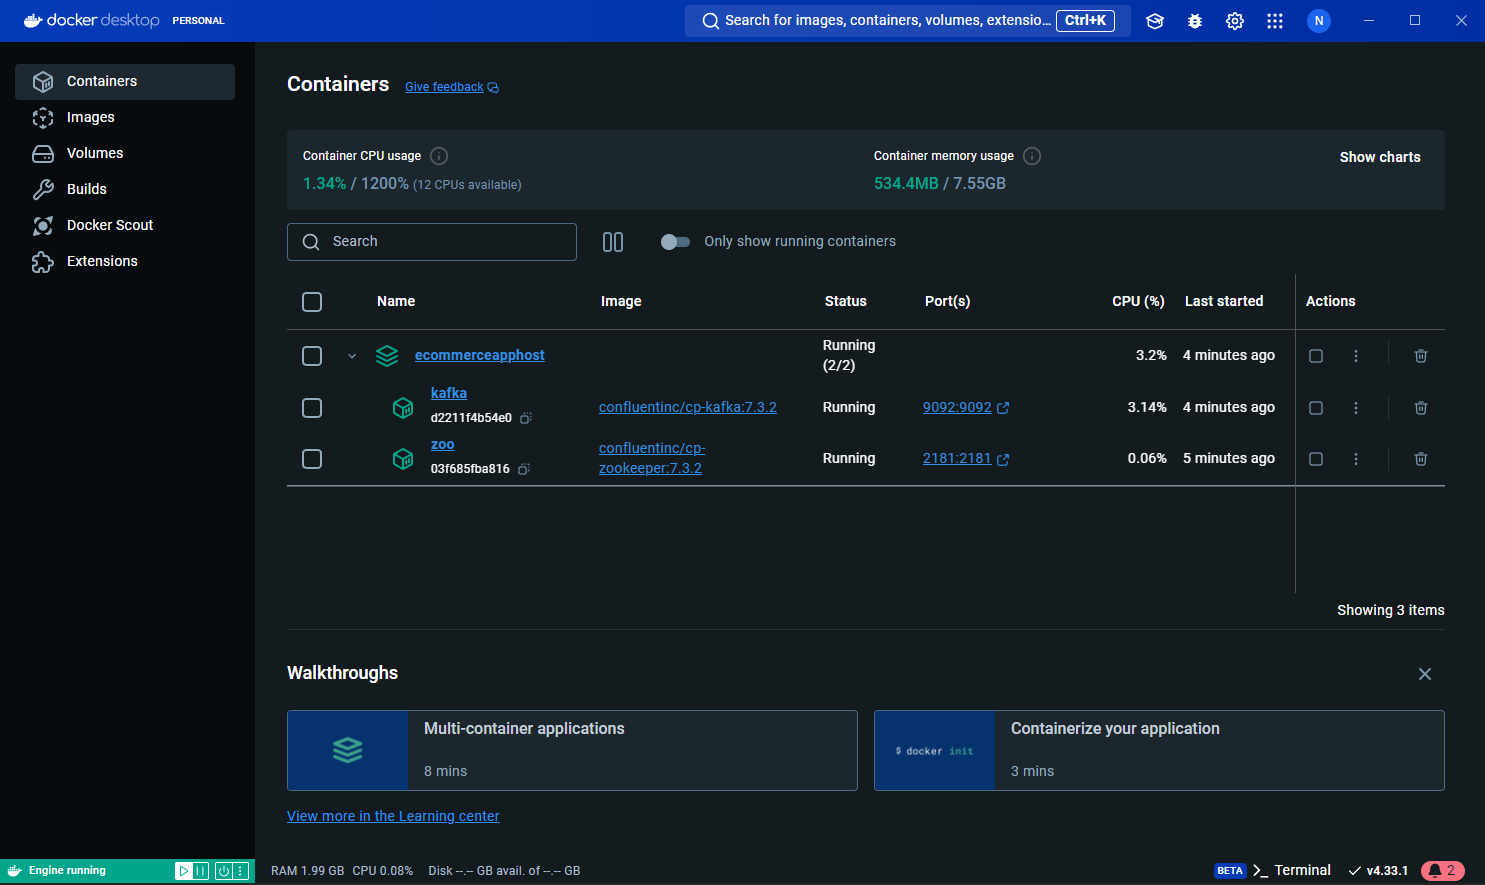 docker desktop PERSONAL
Search for images, containers, volumes, extensio... Ctrl+K
N
Containers
Images
Volumes
Builds
Docker Scout
Extensions
Containers Give feedback
Container CPU usage
1.34% / 1200% (12 CPUs available)
Container memory usage
534.4MB / 7.55GB
Show charts
Search
Only show running containers
Name Image Status Port(s) CPU (%) Last started Actions
ecommerceapphost Running (2/2) 3.2% 4 minutes ago
kafka
d2211f4b54e0 confluentinc/cp-kafka:7.3.2 Running 9092:9092 3.14% 4 minutes ago
zoo
03f685fba816 confluentinc/cp-zookeeper:7.3.2 Running 2181:2181 0.06% 5 minutes ago
Showing 3 items
Walkthroughs
Multi-container applications
8 mins
$ docker init
Containerize your application
3 mins
View more in the Learning center
Engine running
RAM 1.99 GB CPU 0.08% Disk --.-- GB avail. of --.-- GB
BETA >_ Terminal v4.33.1 2